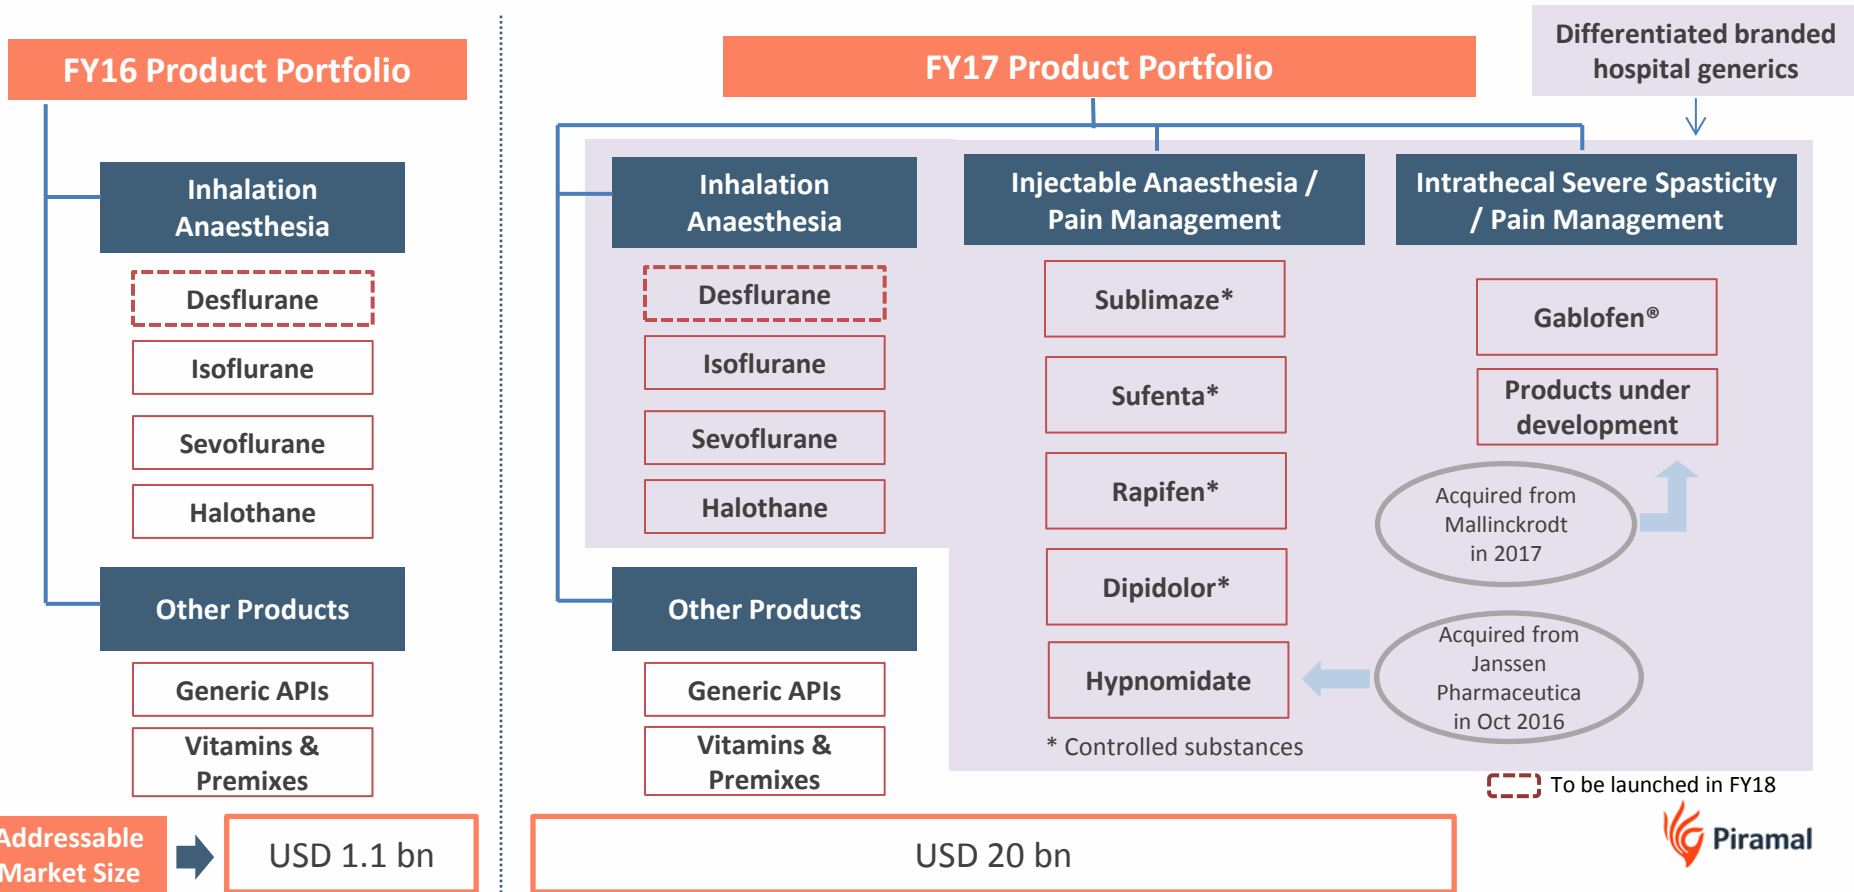 FY16 Product Portfolio
Inhalation
Anaesthesia
Desflurane
Isoflurane
Sevoflurane
Halothane
Other Products
Generic APIs
Vitamins &
Premixes
Addressable
Market Size
USD 1.1 bn
FY17 Product Portfolio
Differentiated branded
hospital generics
Inhalation
Anaesthesia
Desflurane
Isoflurane
Sevoflurane
Halothane
Other Products
Generic APIs
Vitamins &
Premixes
Injectable Anaesthesia /
Pain Management
Sublimaze*
Sufenta*
Rapifen*
Dipidolor*
Hypnomidate
* Controlled substances
Intrathecal Severe Spasticity
/ Pain Management
Gablofen®
Products under
development
Acquired from
Mallinckrodt
in 2017
Acquired from
Janssen
Pharmaceutica
in Oct 2016
To be launched in FY18
USD 20 bn
Piramal